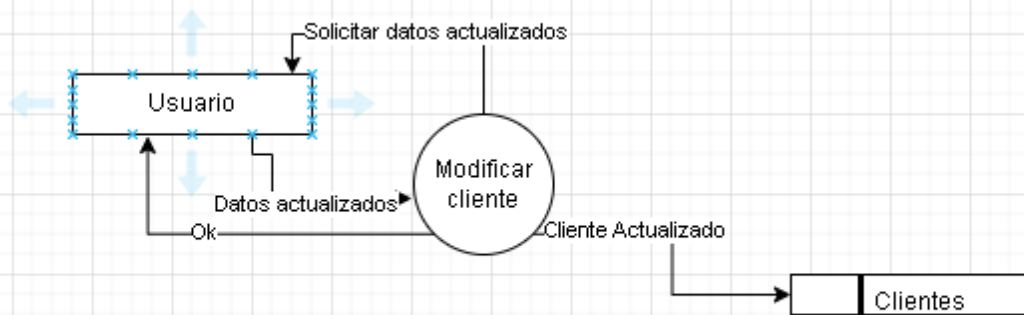 Solicitar datos actualizados
Usuario
Modificar
cliente
Datos actualizados
Ok
Cliente Actualizado
Clientes